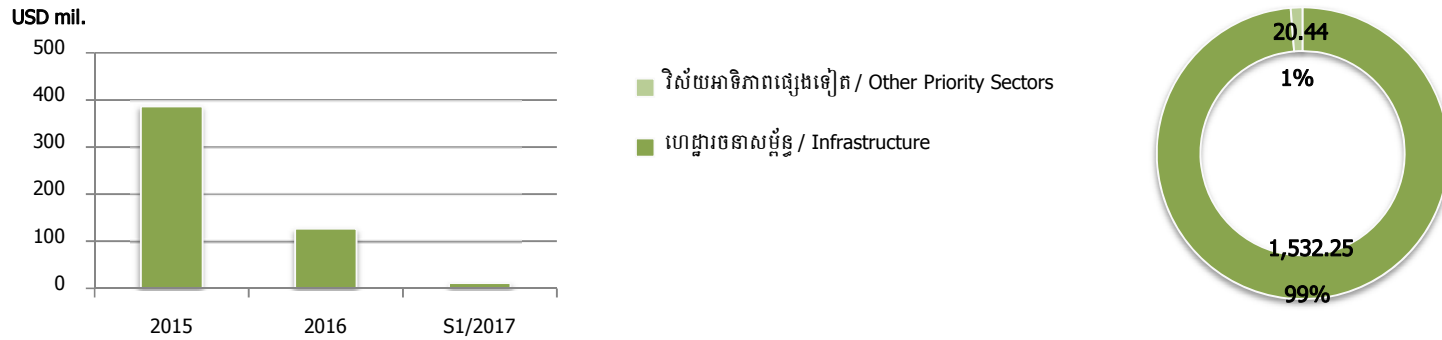 USD mil.
500
400
300
200
100
0
2015 2016 S1/2017
វិស័យអាទិភាពផ្សេងទៀត / Other Priority Sectors
ហេដ្ឋារចនាសម្ព័ន្ធ / Infrastructure
20.44
1%
1,532.25
99%